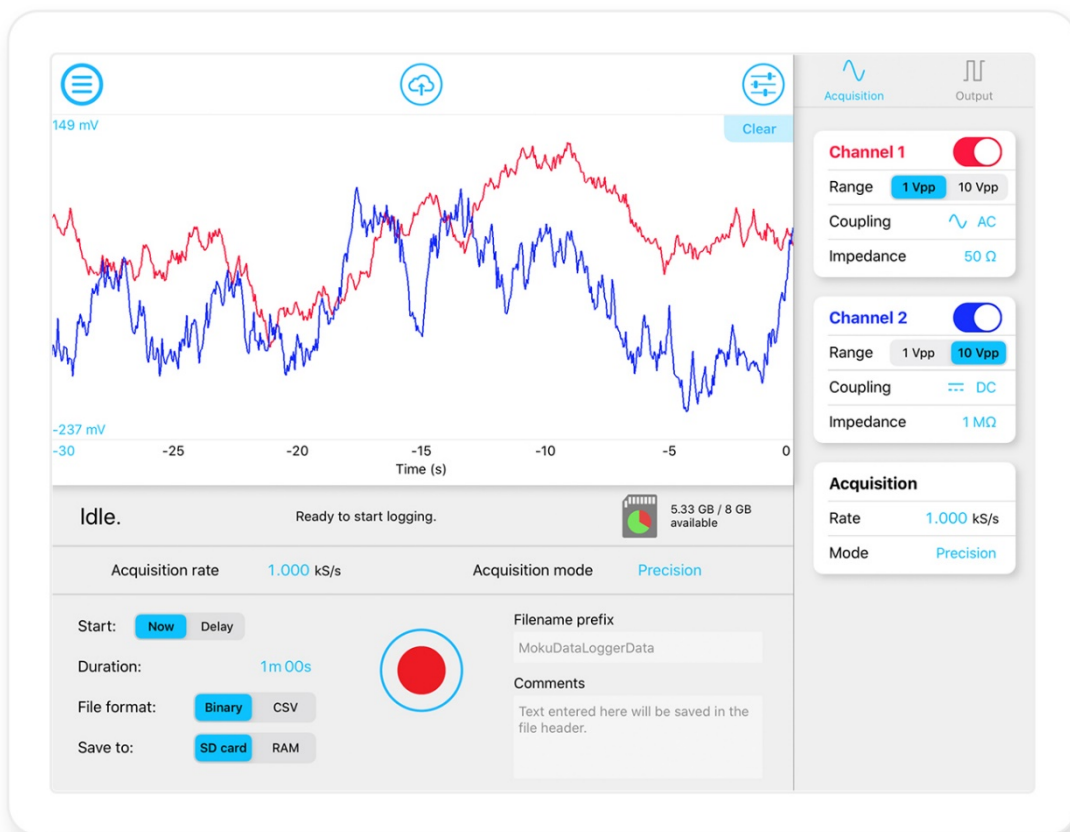 Acquisition
Output
149 mV
Clear
-237 mV
-30
-25
-20
-15
-10
-5
0
Time (s)
Channel 1
Range 1 Vpp 10 Vpp
Coupling AC
Impedance 50 Ω
Channel 2
Range 1 Vpp 10 Vpp
Coupling DC
Impedance 1 MΩ
Acquisition
Rate 1.000 kS/s
Mode Precision
Idle.
Ready to start logging.
5.33 GB / 8 GB
available
Acquisition rate 1.000 kS/s
Acquisition mode Precision
Start: Now Delay
Duration: 1m 00s
File format: Binary CSV
Save to: SD card RAM
Filename prefix
MokuDataLoggerData
Comments
Text entered here will be saved in the
file header.